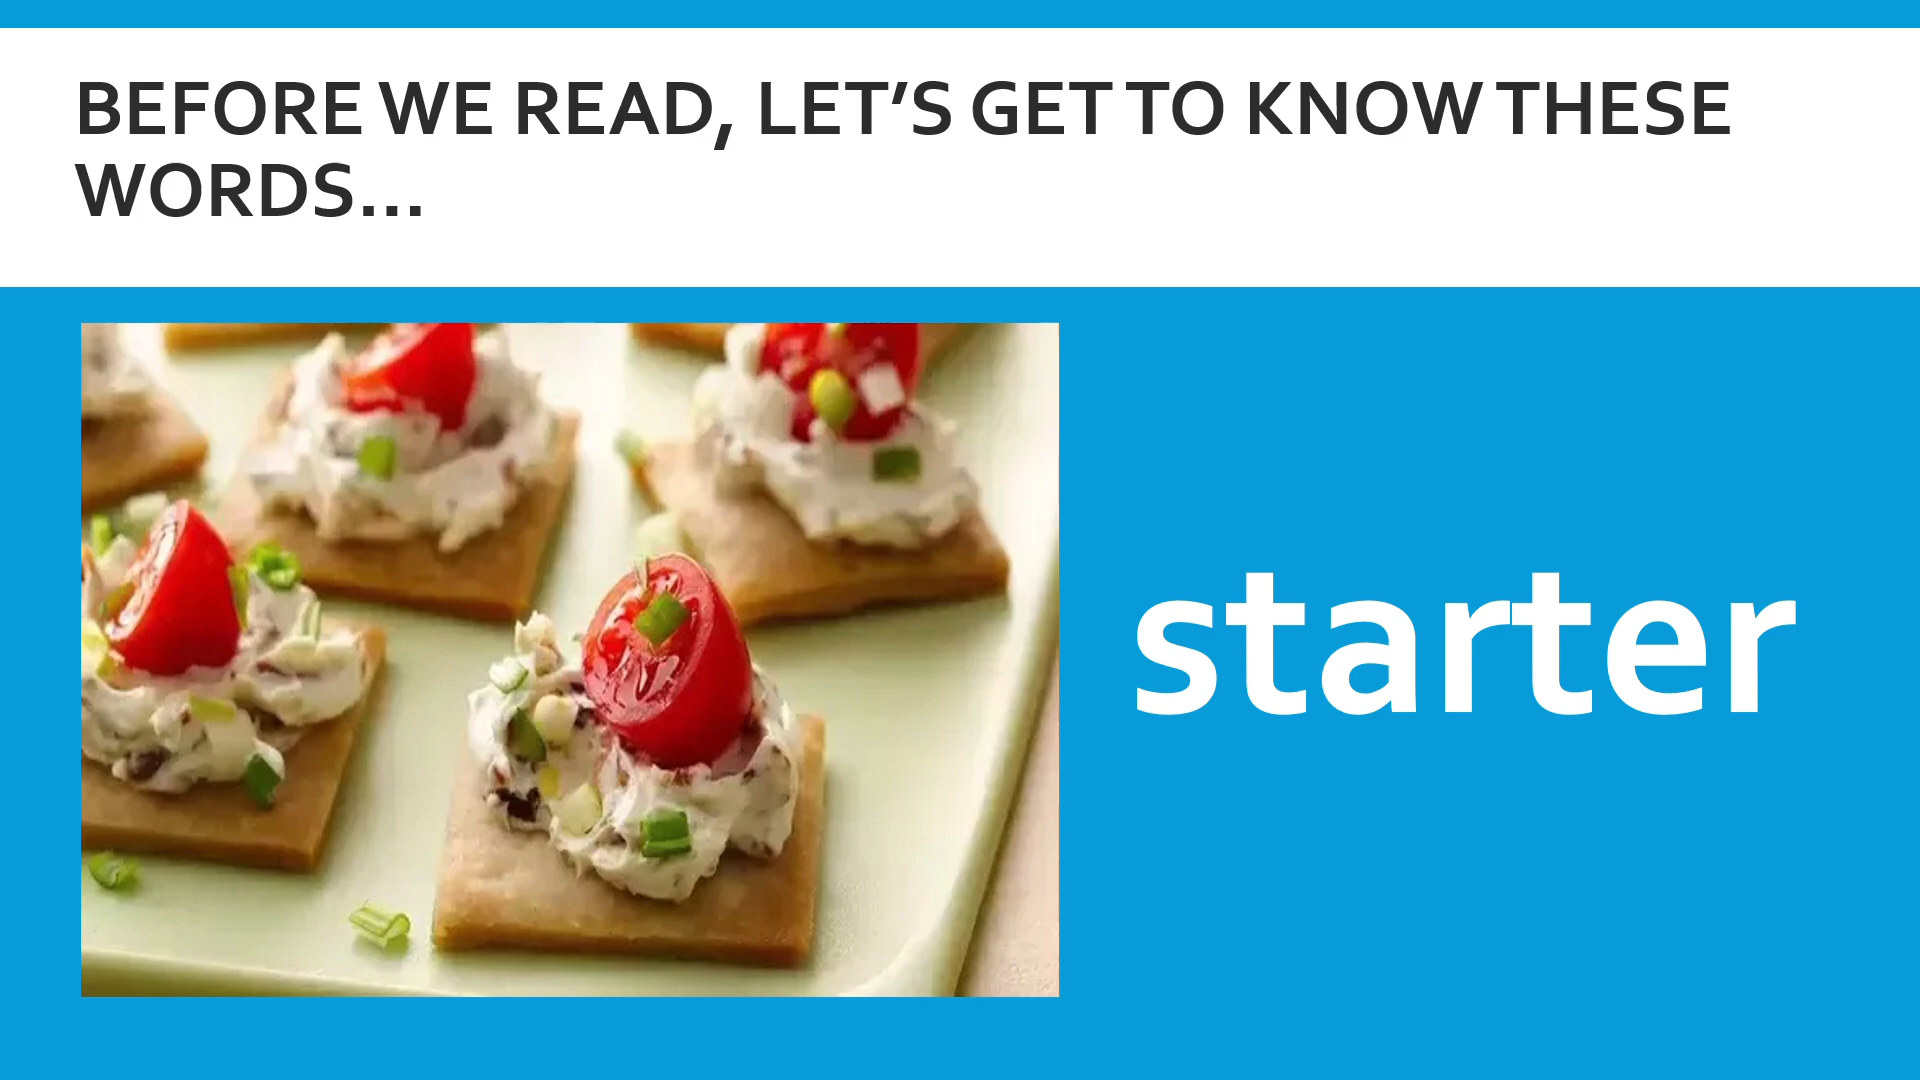 BEFORE WE READ, LET’S GET TO KNOW THESE
WORDS…
starter